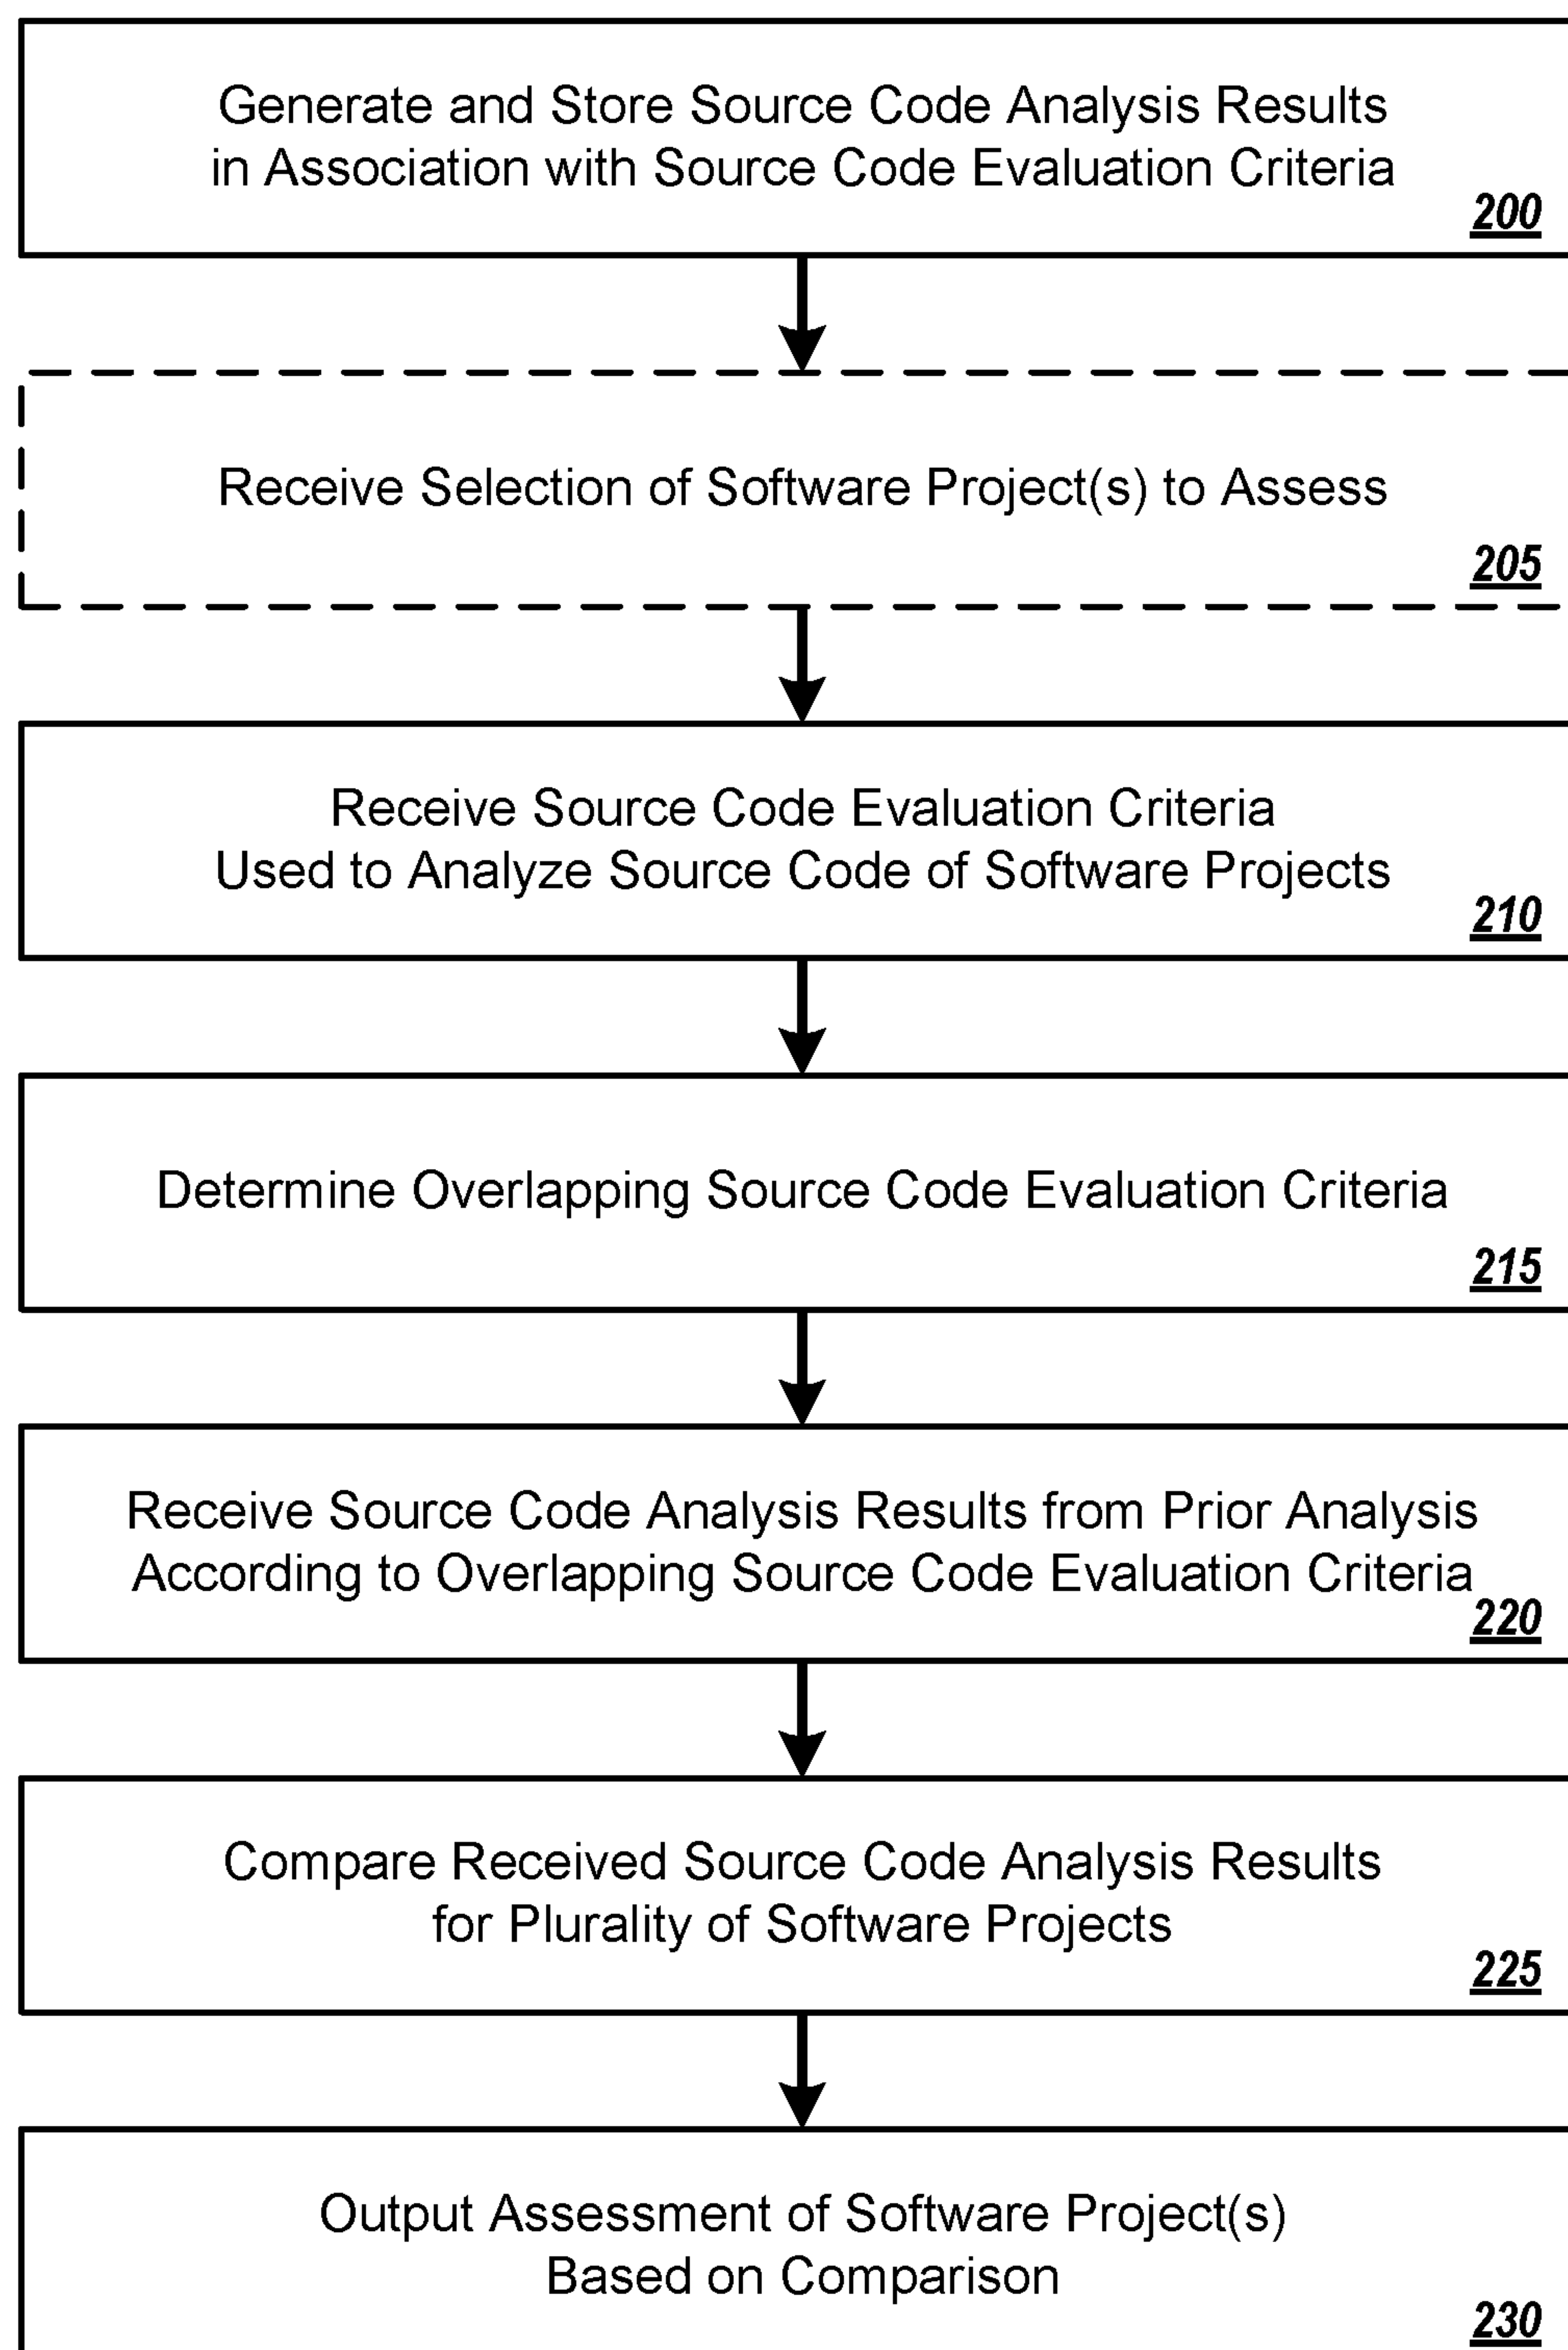 Generate and Store Source Code Analysis Results
in Association with Source Code Evaluation Criteria
200
Receive Selection of Software Project(s) to Assess
205
Receive Source Code Evaluation Criteria
Used to Analyze Source Code of Software Projects
210
Determine Overlapping Source Code Evaluation Criteria
215
Receive Source Code Analysis Results from Prior Analysis
According to Overlapping Source Code Evaluation Criteria
220
Compare Received Source Code Analysis Results
for Plurality of Software Projects
225
Output Assessment of Software Project(s)
Based on Comparison
230